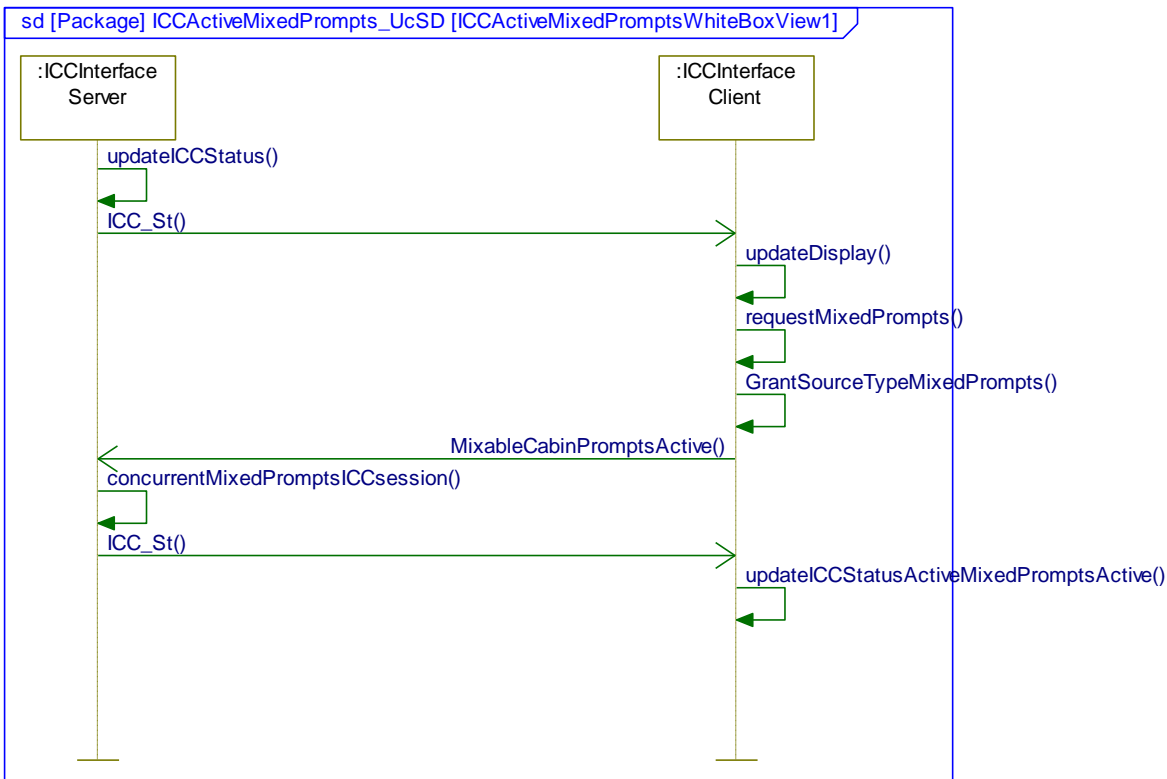 sd [Package] ICCActiveMixedPrompts_UcSD [ICCActiveMixedPromptsWhiteBoxView1]
:ICCInterface
Server
:ICCInterface
Client
updateICCStatus()
ICC_St()
updateDisplay()
requestMixedPrompts()
GrantSourceTypeMixedPrompts()
MixableCabinPromptsActive()
concurrentMixedPromptsICCsession()
ICC_St()
updateICCStatusActiveMixedPromptsActive()